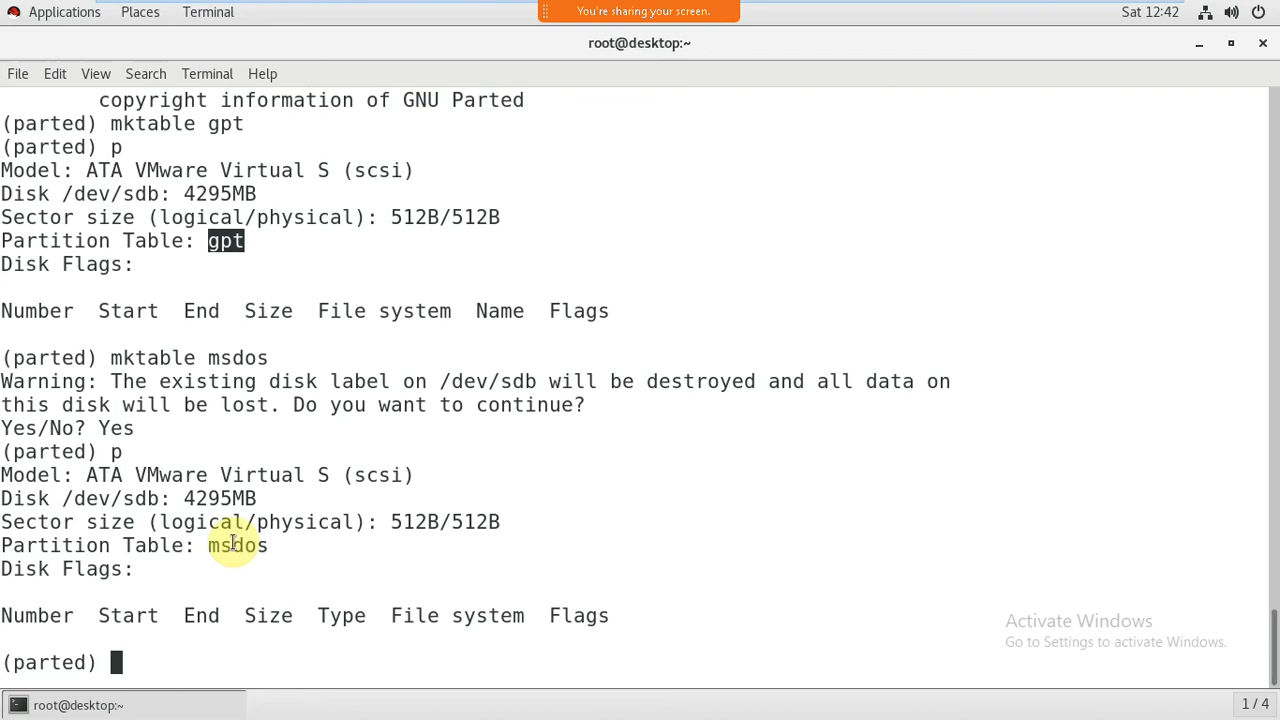 Applications Places Terminal
You're sharing your screen.
Sat 12:42
root@desktop:~
File Edit View Search Terminal Help
copyright information of GNU Parted
(parted) mktable gpt
(parted) p
Model: ATA VMware Virtual S (scsi)
Disk /dev/sdb: 4295MB
Sector size (logical/physical): 512B/512B
Partition Table: gpt
Disk Flags:
Number Start End Size File system Name Flags
(parted) mktable msdos
Warning: The existing disk label on /dev/sdb will be destroyed and all data on
this disk will be lost. Do you want to continue?
Yes/No? Yes
(parted) p
Model: ATA VMware Virtual S (scsi)
Disk /dev/sdb: 4295MB
Sector size (logical/physical): 512B/512B
Partition Table: msdos
Disk Flags:
Number Start End Size Type File system Flags
Activate Windows
Go to Settings to activate Windows.
(parted)
root@desktop:~
1 / 4